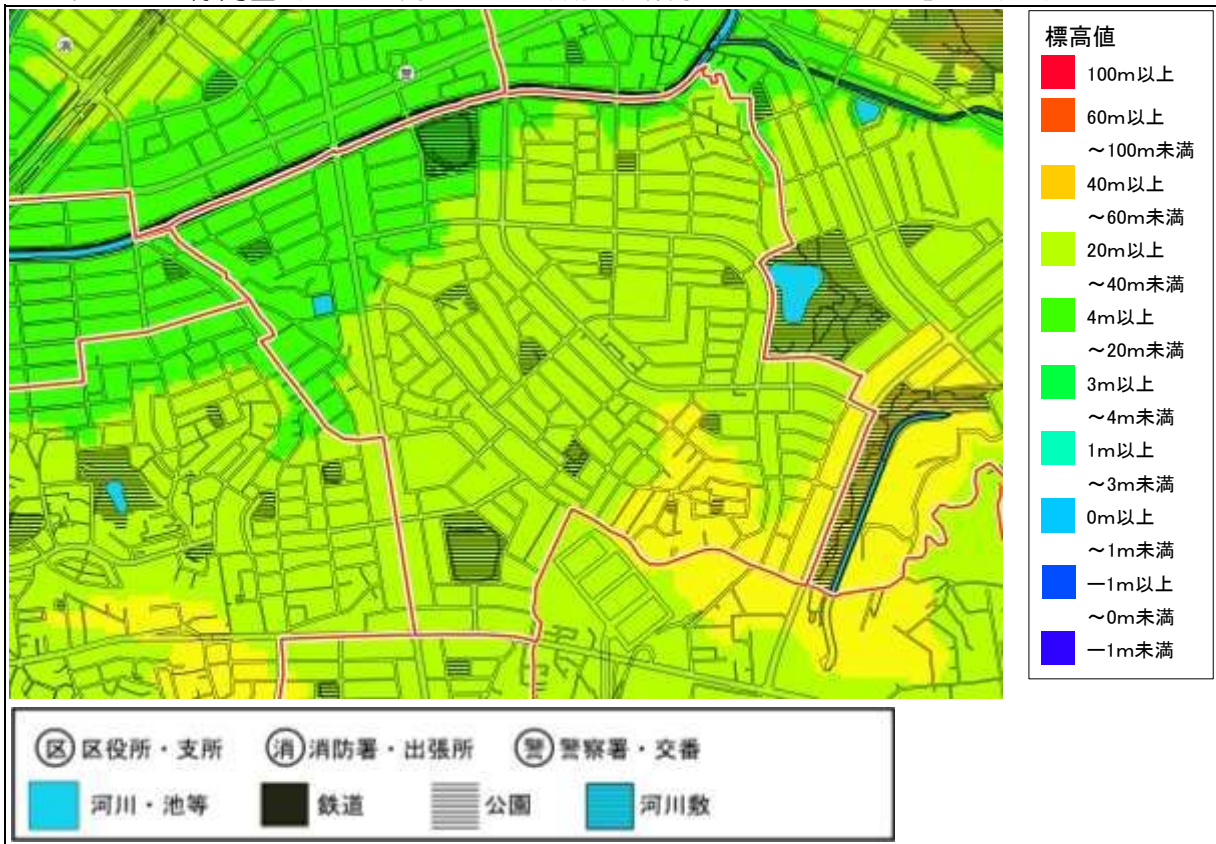 標高値
100m以上
60m以上
～100m未満
40m以上
～60m未満
20m以上
～40m未満
4m以上
～20m未満
3m以上
～4m未満
1m以上
～3m未満
0m以上
～1m未満
ー1m以上
～0m未満
ー1m未満
消
警
区 区役所・支所 消 消防署・出張所 警 警察署・交番
河川・池等 鉄道 公園 河川敷